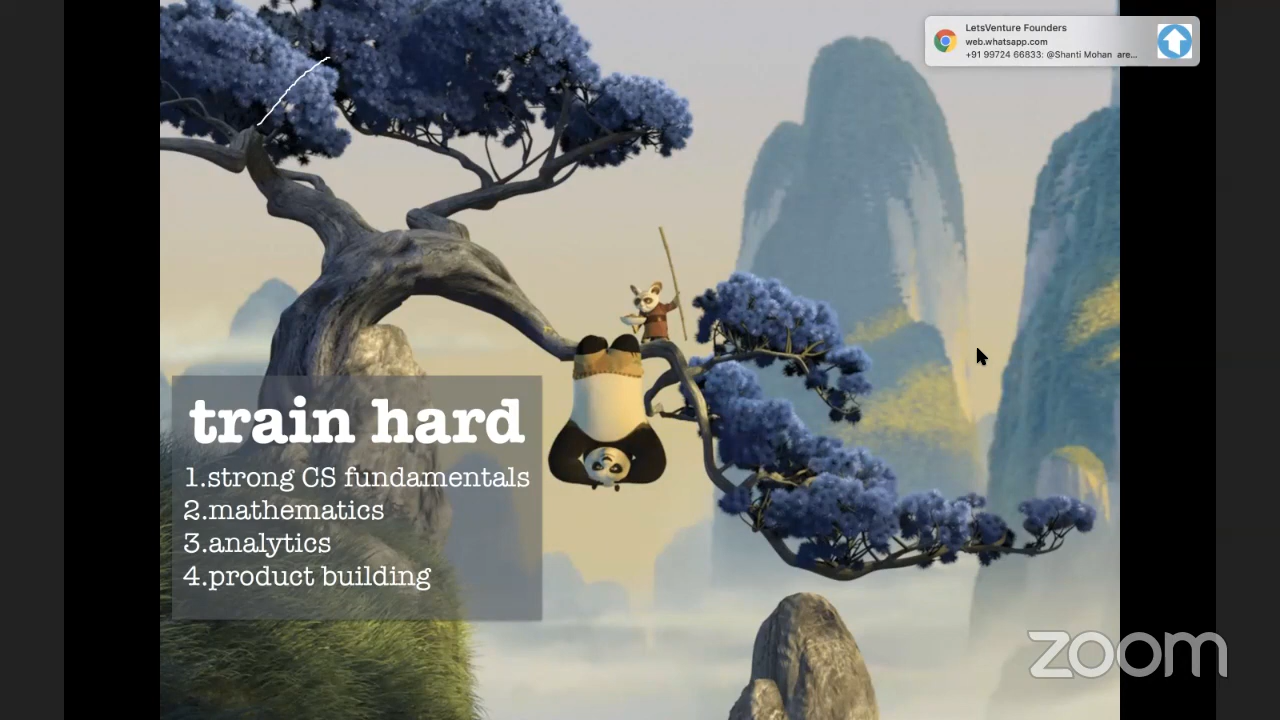 LetsVenture Founders
web.whatsapp.com
+91 99724 66833: @Shanti Mohan are...
train hard
1.strong CS fundamentals
2.mathematics
3.analytics
4.product building
zoom